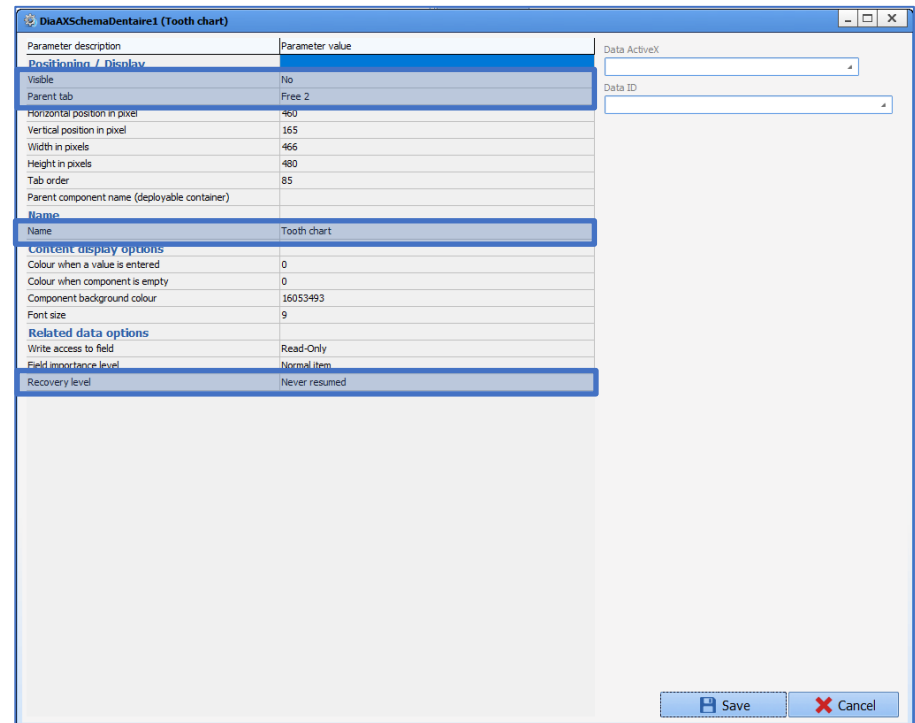 DiaAXSchemaDentaire1 (Tooth chart)
Parameter description Parameter value
Positioning / Display
Visible No
Parent tab Free 2
Horizontal position in pixel 460
Vertical position in pixel 165
Width in pixels 466
Height in pixels 480
Tab order 85
Parent component name (deployable container)
Name
Name Tooth chart
Content display options
Colour when a value is entered 0
Colour when component is empty 0
Component background colour 16053493
Font size 9
Related data options
Write access to field Read-Only
Field importance level Normal item
Recovery level Never resumed
Data ActiveX
Data ID
Save Cancel